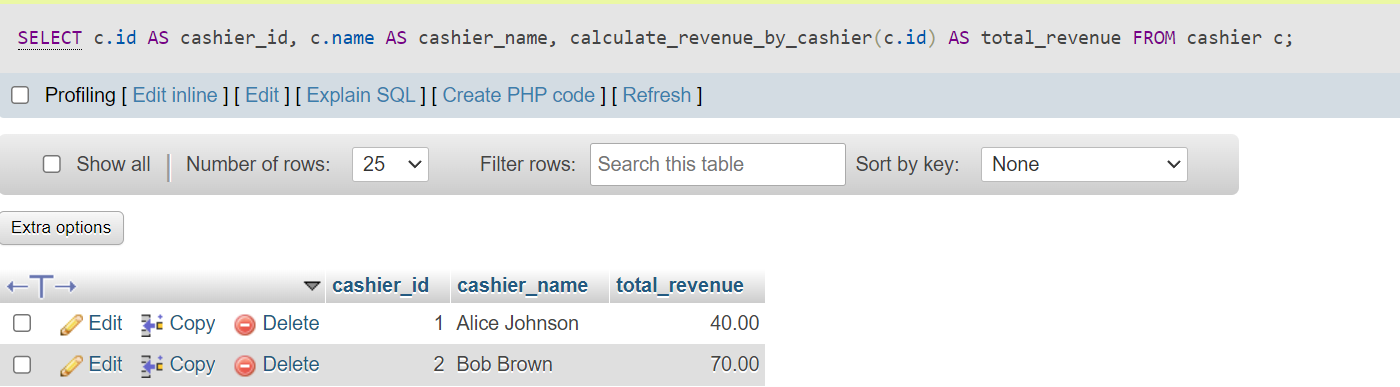 SELECT c.id AS cashier_id, c.name AS cashier_name, calculate_revenue_by_cashier(c.id) AS total_revenue FROM cashier c;
Profiling [ Edit inline ] [ Edit ] [ Explain SQL ] [ Create PHP code ] [ Refresh ]
Show all Number of rows: 25 Filter rows: Search this table Sort by key: None
Extra options
cashier_id cashier_name total_revenue
Edit Copy Delete 1 Alice Johnson 40.00
Edit Copy Delete 2 Bob Brown 70.00